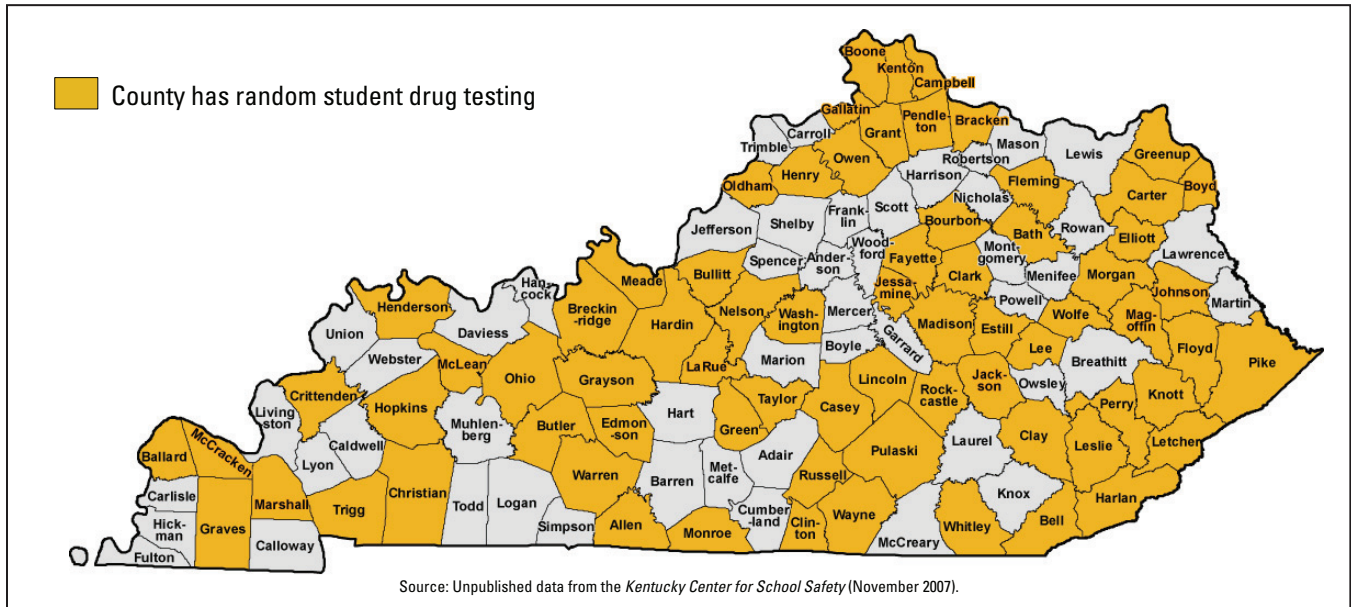 County has random student drug testing
Boone
Kenton
Campbell
Gallatin
Carroll
Trimble
Grant
Pendle-
ton
Bracken
Mason
Lewis
Greenup
Robertson
Owen
Henry
Oldham
Harrison
Fleming
Carter
Boyd
Nicholas
Scott
Frank-
lin
Shelby
Jefferson
Bourbon
Bath
Rowan
Elliott
Lawrence
Wood-
ford
Ander-
son
Spencer
Fayette
Mont-
gomery
Menifee
Clark
Morgan
Johnson
Martin
Bullitt
Meade
Han-
cock
Henderson
Breckin
-ridge
Hardin
Nelson
Wash-
ington
Mercer
Jessa
mine
Garrard
Madison
Estill
Powell
Wolfe
Mag-
offin
Floyd
Pike
Union
Daviess
Webster
McLean
Ohio
Grayson
LaRue
Marion
Boyle
Lincoln
Rock-
castle
Jack-
son
Lee
Owsley
Breathitt
Knott
Perry
Crittenden
Hopkins
Living
ston
Caldwell
Lyon
Muhlen-
berg
Butler
Edmon
-son
Hart
Green
Taylor
Casey
Adair
Pulaski
Laurel
Clay
Leslie
Letcher
Ballard
McCracken
Carlisle
Hick-
man
Fulton
Graves
Marshall
Calloway
Trigg
Christian
Todd
Logan
Simpson
Warren
Allen
Barren
Met-
calfe
Monroe
Cumber
-land
Clin-
ton
Russell
Wayne
McCreary
Whitley
Knox
Bell
Harlan
Source: Unpublished data from the Kentucky Center for School Safety (November 2007).